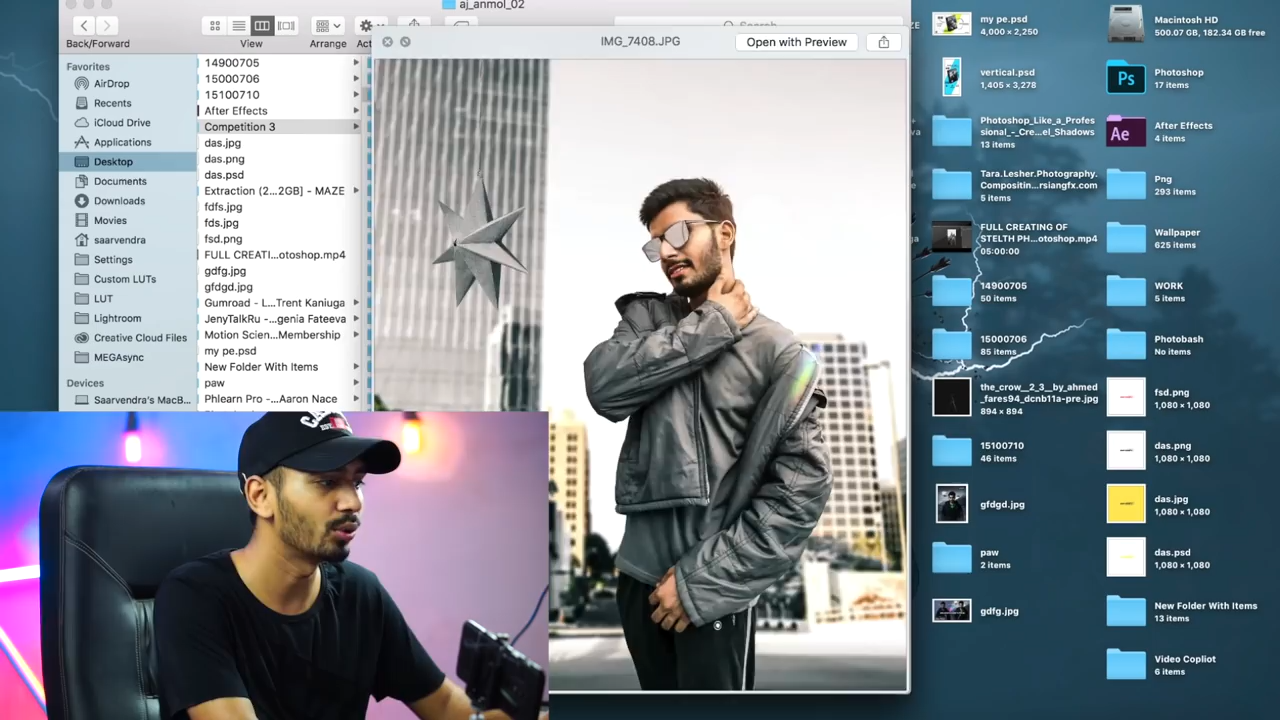 aj_anmol_02
Back/Forward
View
Arrange
Act
Search
IMG_7408.JPG
Open with Preview
Favorites
AirDrop
Recents
iCloud Drive
Applications
Desktop
Documents
Downloads
Movies
saarvendra
Settings
Custom LUTs
LUT
Lightroom
Creative Cloud Files
MEGAsync
Devices
Saarvendra's MacB...
14900705
15000706
15100710
After Effects
Competition 3
das.jpg
das.png
das.psd
Extraction (2...2GB] - MAZE
fdfs.jpg
fds.jpg
fsd.png
FULL CREATI...otoshop.mp4
gdfg.jpg
gfdgd.jpg
Gumroad - L...Trent Kaniuga
JenyTalkRu -...genia Fateeva
Motion Scien...Membership
my pe.psd
New Folder With Items
paw
Phlearn Pro -...Aaron Nace
my pe.psd
4,000 × 2,250
vertical.psd
1,405 × 3,278
Photoshop_Like_a_Profes
sional_-_Cre...el_Shadows
13 items
Tara.Lesher.Photography.
Compositin...rsiangfx.com
5 items
FULL CREATING OF
STELTH PH...otoshop.mp4
05:00:00
14900705
50 items
15000706
85 items
the_crow__2_3__by_ahmed
_fares94_dcnb11a-pre.jpg
894 × 894
15100710
46 items
gfdgd.jpg
paw
2 items
gdfg.jpg
Macintosh HD
500.07 GB, 182.34 GB free
Ps
Photoshop
17 items
Ae
After Effects
4 items
Png
293 items
Wallpaper
625 items
WORK
5 items
Photobash
No items
fsd.png
1,080 × 1,080
das.png
1,080 × 1,080
das.jpg
1,080 × 1,080
das.psd
1,080 × 1,080
New Folder With Items
13 items
Video Copliot
6 items